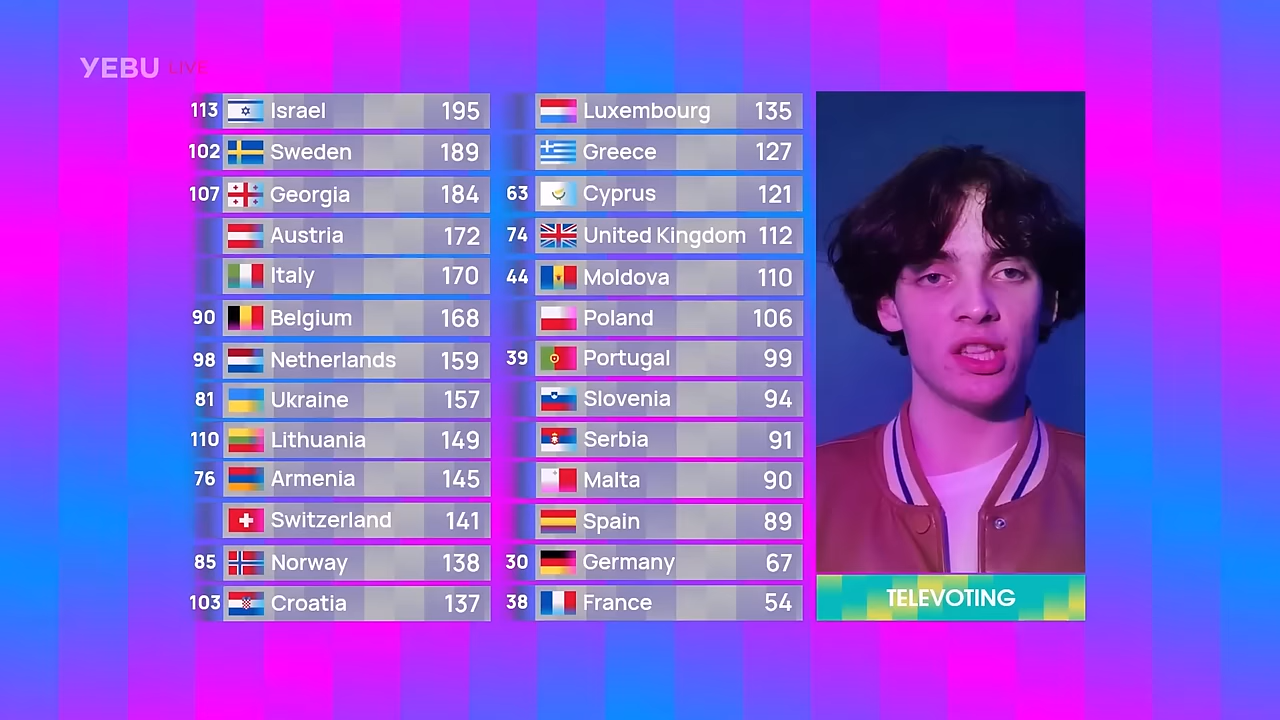 YEBU LIVE
113 Israel 195
102 Sweden 189
107 Georgia 184
Austria 172
Italy 170
90 Belgium 168
98 Netherlands 159
81 Ukraine 157
110 Lithuania 149
76 Armenia 145
Switzerland 141
85 Norway 138
103 Croatia 137
Luxembourg 135
Greece 127
63 Cyprus 121
74 United Kingdom 112
44 Moldova 110
Poland 106
39 Portugal 99
Slovenia 94
Serbia 91
Malta 90
Spain 89
30 Germany 67
38 France 54
TELEVOTING